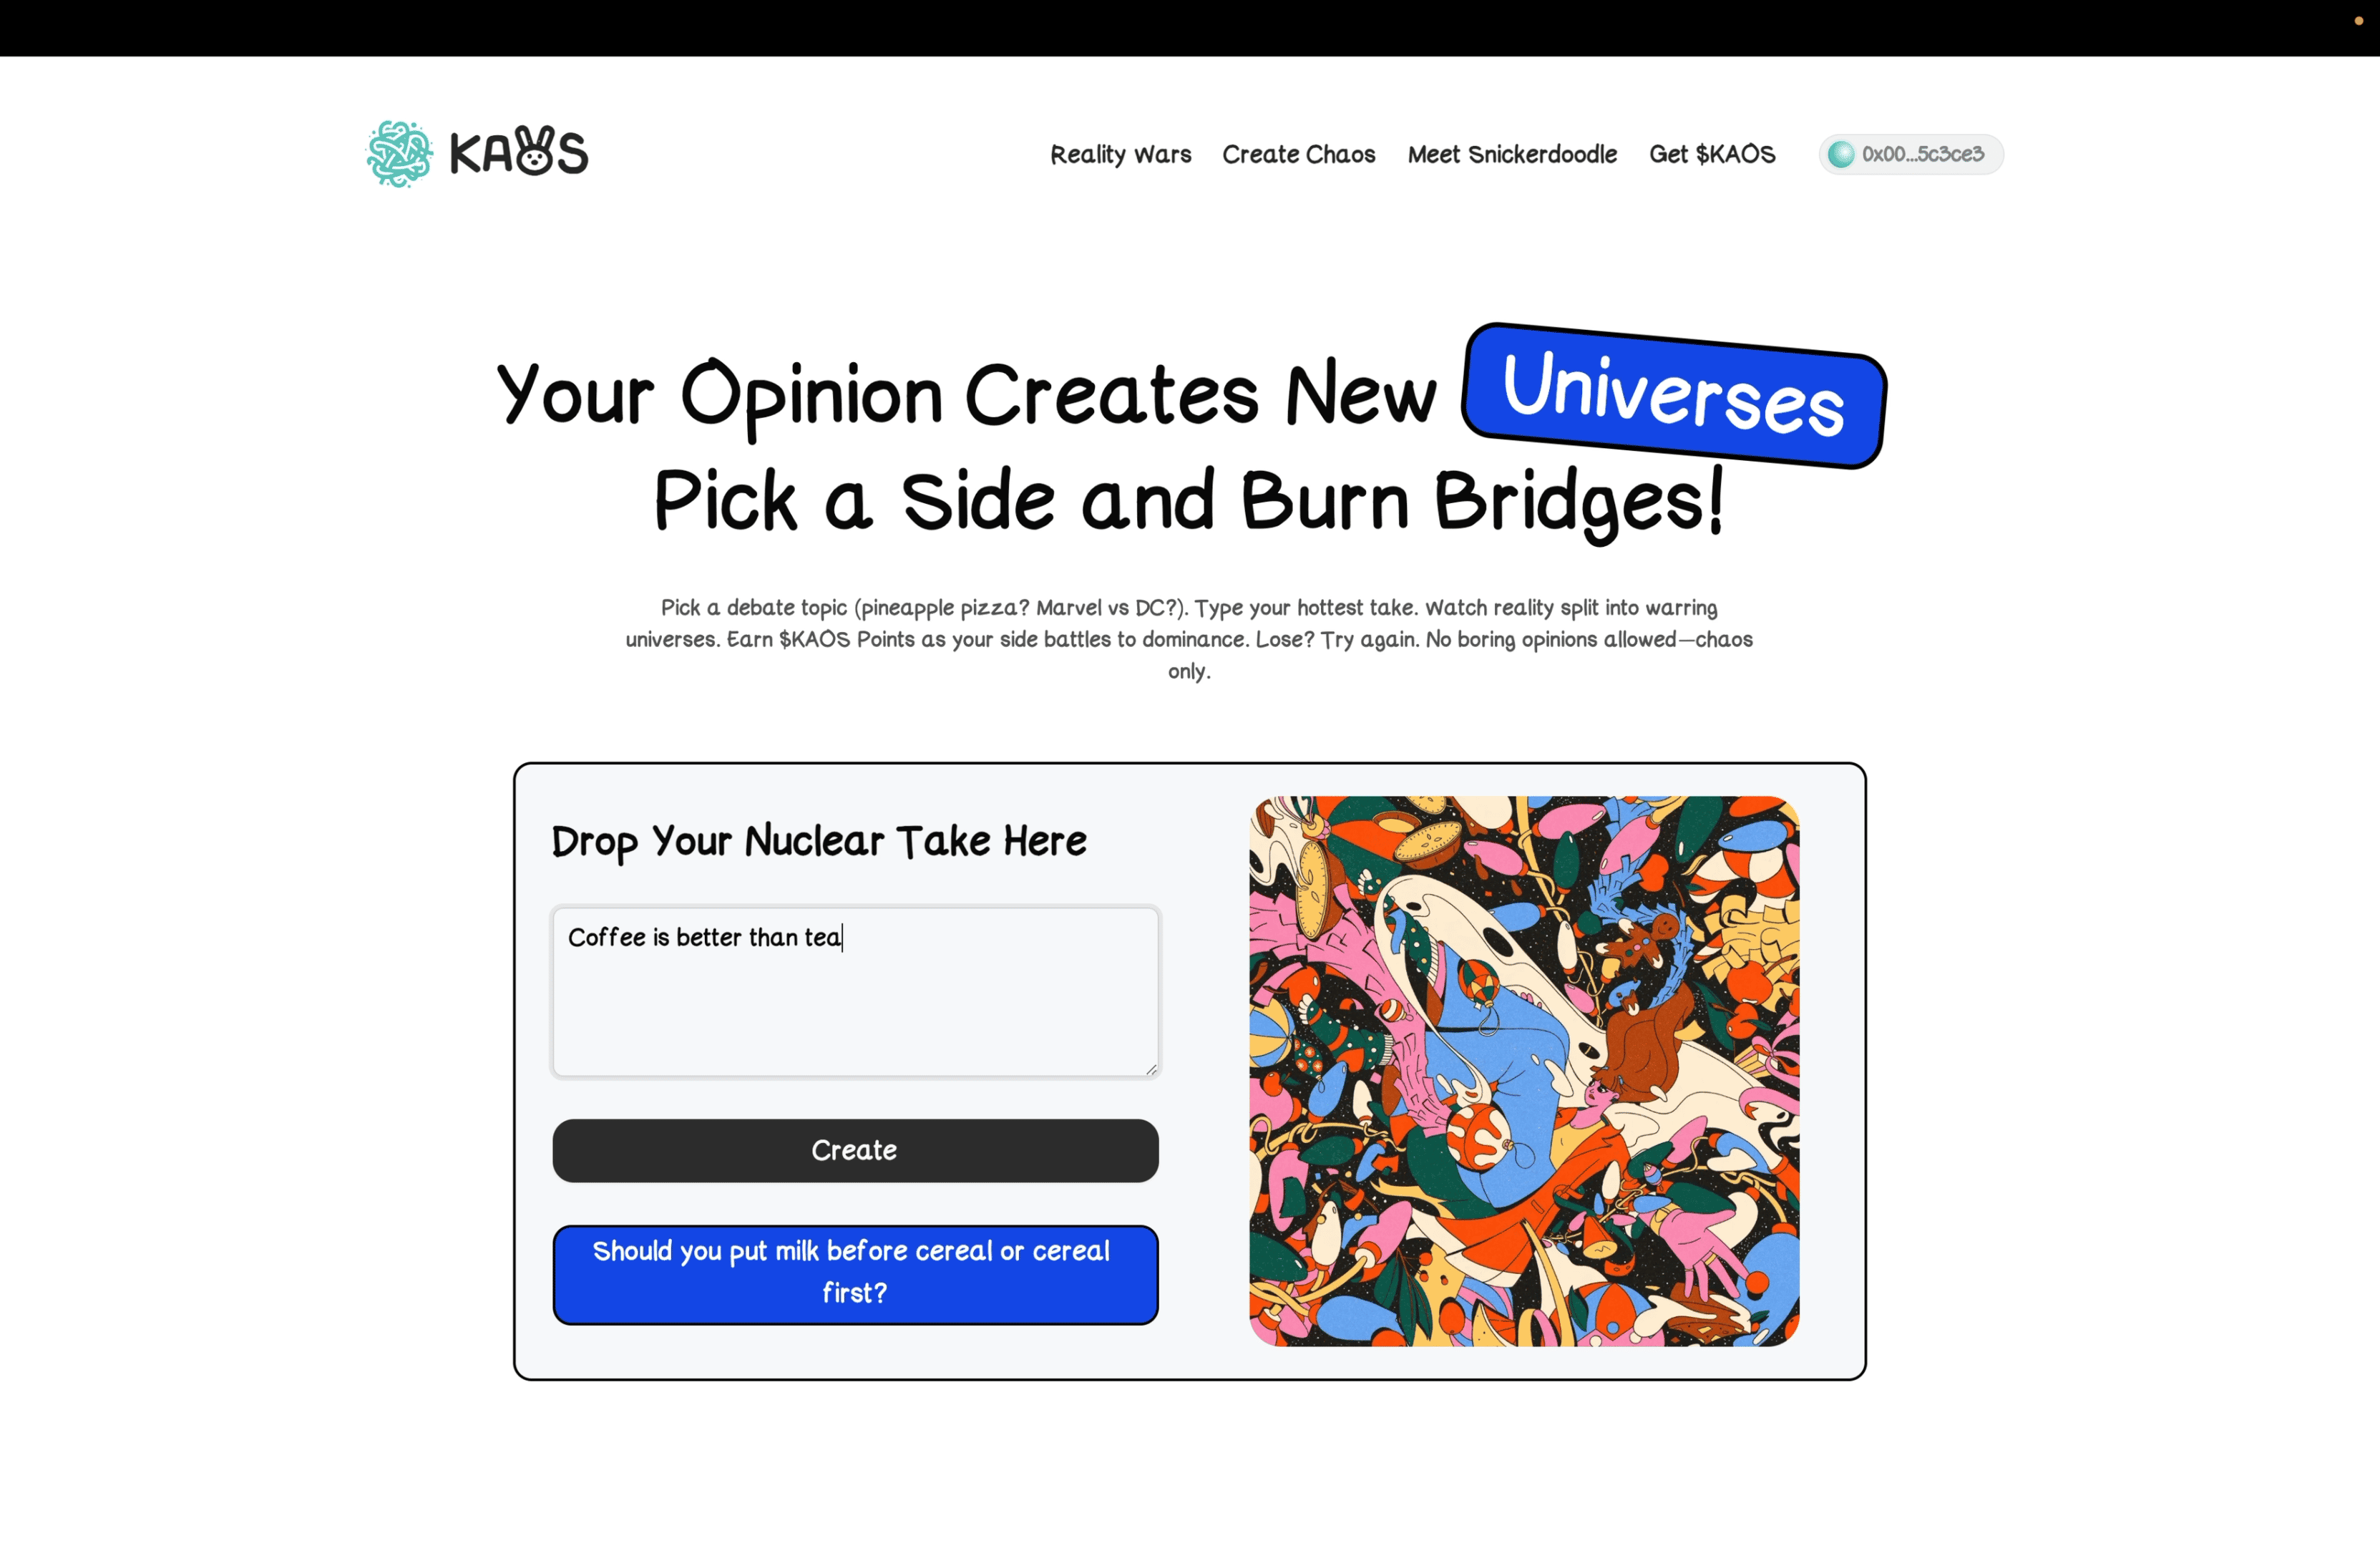 KAOS
Reality Wars
Create Chaos
Meet Snickerdoodle
Get $KAOS
0x00...5c3ce3
Your Opinion Creates New Universes
Pick a Side and Burn Bridges!
Pick a debate topic (pineapple pizza? Marvel vs DC?). Type your hottest take. Watch reality split into warring
universes. Earn $KAOS Points as your side battles to dominance. Lose? Try again. No boring opinions allowed—chaos
only.
Drop Your Nuclear Take Here
Coffee is better than tea
Create
Should you put milk before cereal or cereal
first?